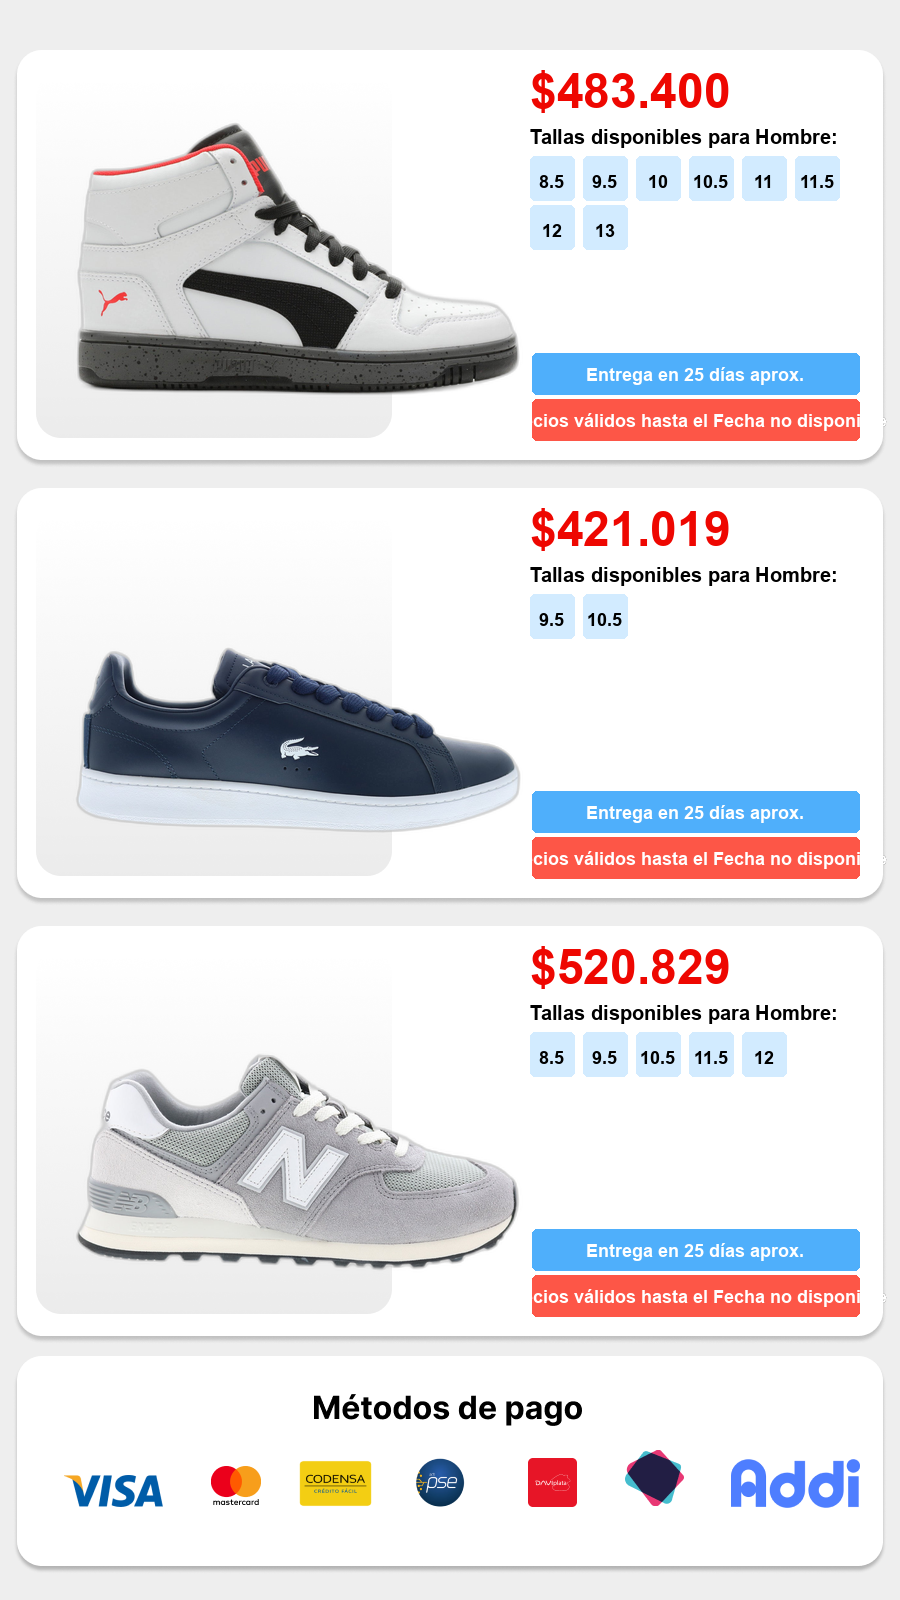 $483.400
Tallas disponibles para Hombre:
8.5 9.5 10 10.5 11 11.5
12 13
Entrega en 25 días aprox.
cios válidos hasta el Fecha no disponi
$421.019
Tallas disponibles para Hombre:
9.5 10.5
Entrega en 25 días aprox.
cios válidos hasta el Fecha no disponi
$520.829
Tallas disponibles para Hombre:
8.5 9.5 10.5 11.5 12
N
Entrega en 25 días aprox.
cios válidos hasta el Fecha no disponi
Métodos de pago
VISA
mastercard
CODENSA
CRÉDITO FÁCIL
pse
DAVIplata
Addi